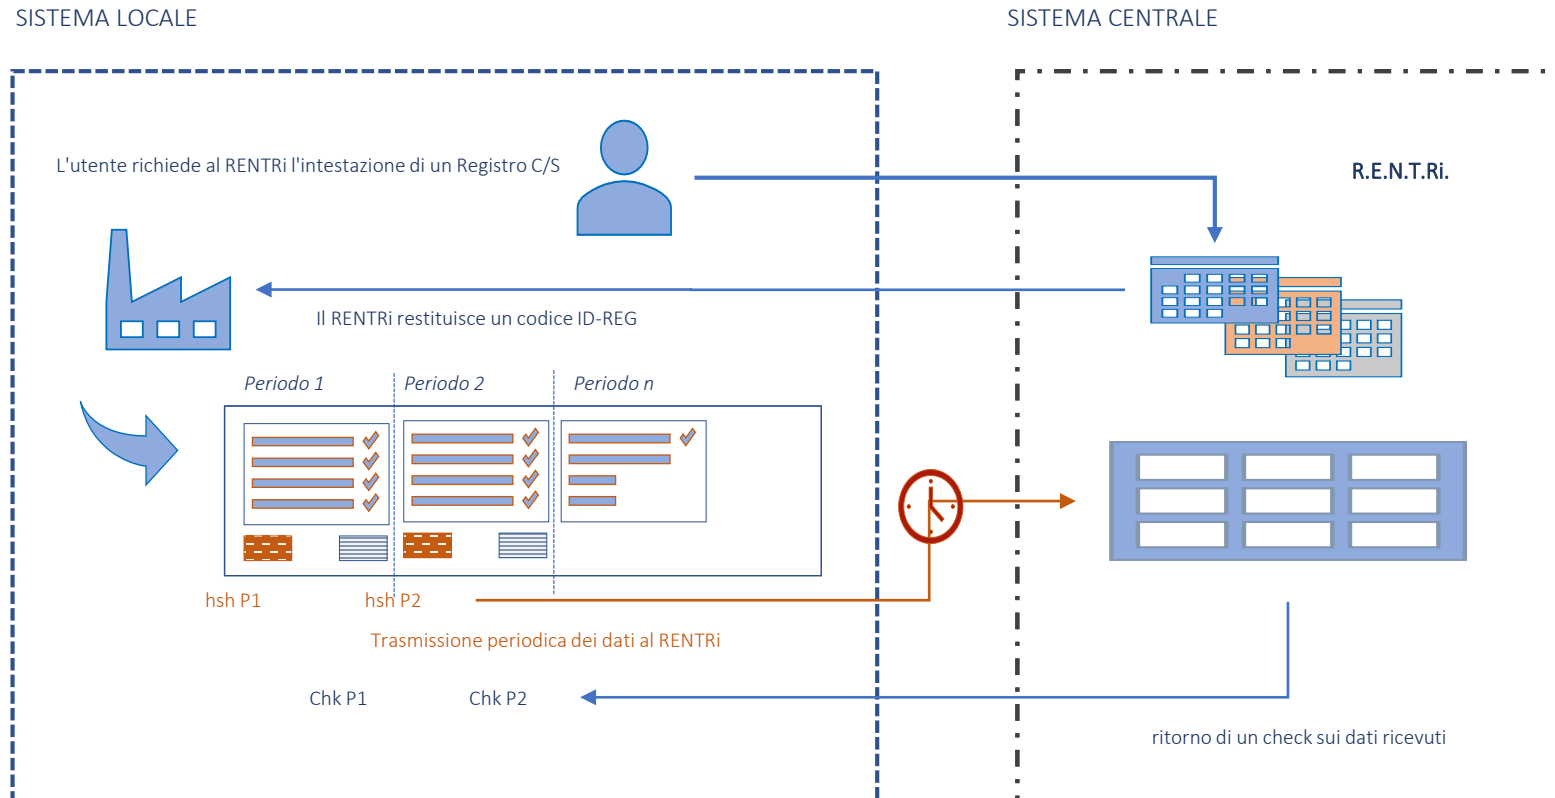 SISTEMA LOCALE
SISTEMA CENTRALE
L'utente richiede al RENTRi l'intestazione di un Registro C/S
R.E.N.T.Ri.
Il RENTRi restituisce un codice ID-REG
Periodo 1
Periodo 2
Periodo n
hsh P1
hsh P2
Trasmissione periodica dei dati al RENTRi
Chk P1
Chk P2
ritorno di un check sui dati ricevuti